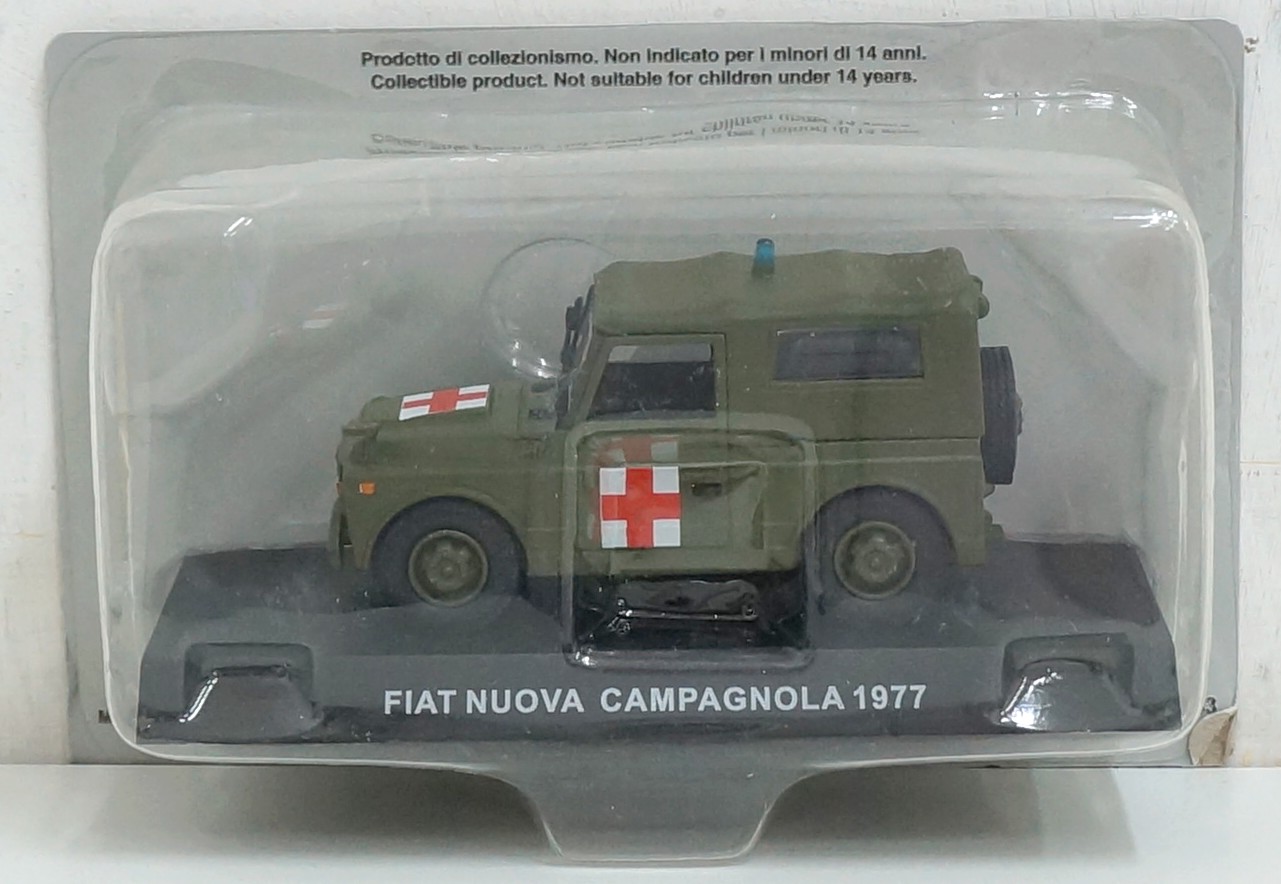 Prodotto di collezionismo. Non indicato per i minori di 14 anni.
Collectible product. Not suitable for children under 14 years.
FIAT NUOVA CAMPAGNOLA 1977